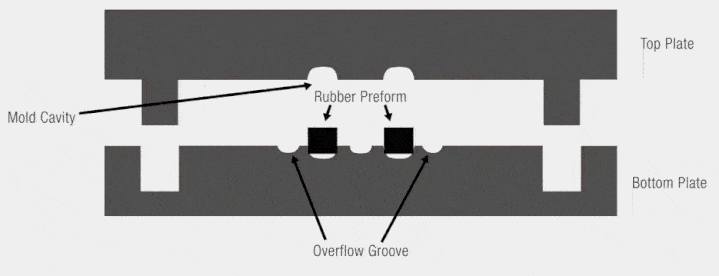 Top Plate
Rubber Preform
Mold Cavity
Bottom Plate
Overflow Groove